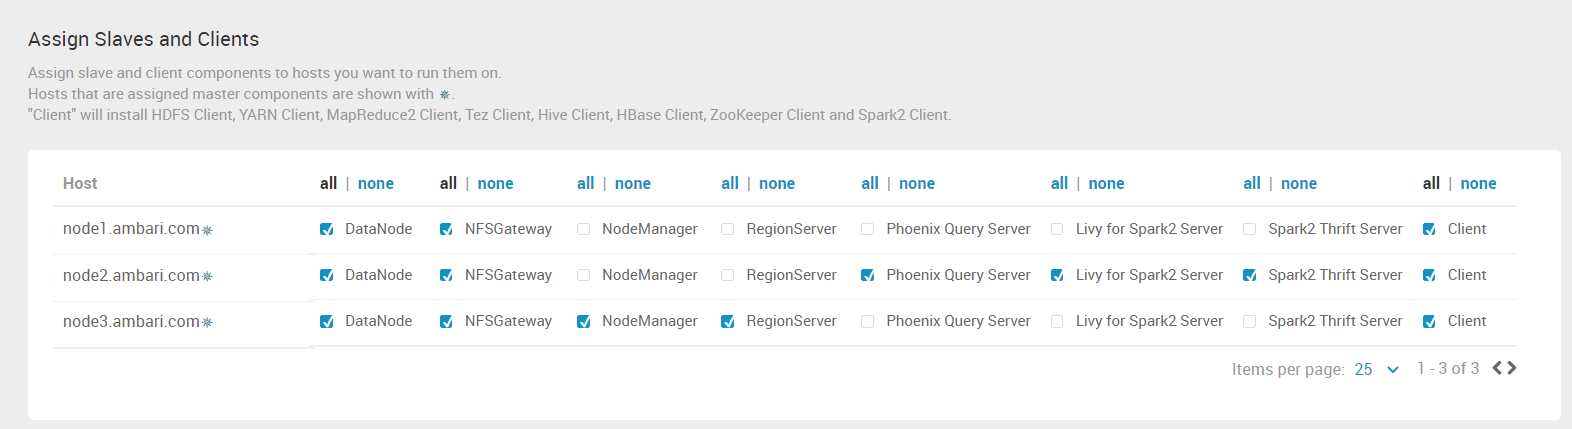 Assign Slaves and Clients
Assign slave and client components to hosts you want to run them on.
Hosts that are assigned master components are shown with ✵.
"Client" will install HDFS Client, YARN Client, MapReduce2 Client, Tez Client, Hive Client, HBase Client, ZooKeeper Client and Spark2 Client.
Host all | none all | none all | none all | none all | none all | none all | none all | none
node1.ambari.com✵ DataNode NFSGateway NodeManager RegionServer Phoenix Query Server Livy for Spark2 Server Spark2 Thrift Server Client
node2.ambari.com✵ DataNode NFSGateway NodeManager RegionServer Phoenix Query Server Livy for Spark2 Server Spark2 Thrift Server Client
node3.ambari.com✵ DataNode NFSGateway NodeManager RegionServer Phoenix Query Server Livy for Spark2 Server Spark2 Thrift Server Client
Items per page: 25 1 - 3 of 3